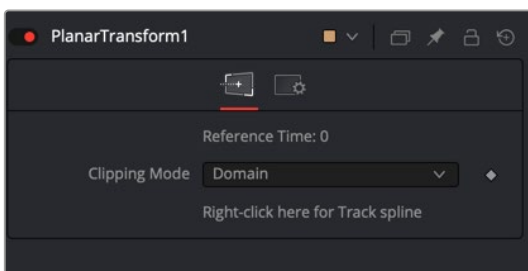 PlanarTransform1
Reference Time: 0
Clipping Mode Domain
Right-click here for Track spline